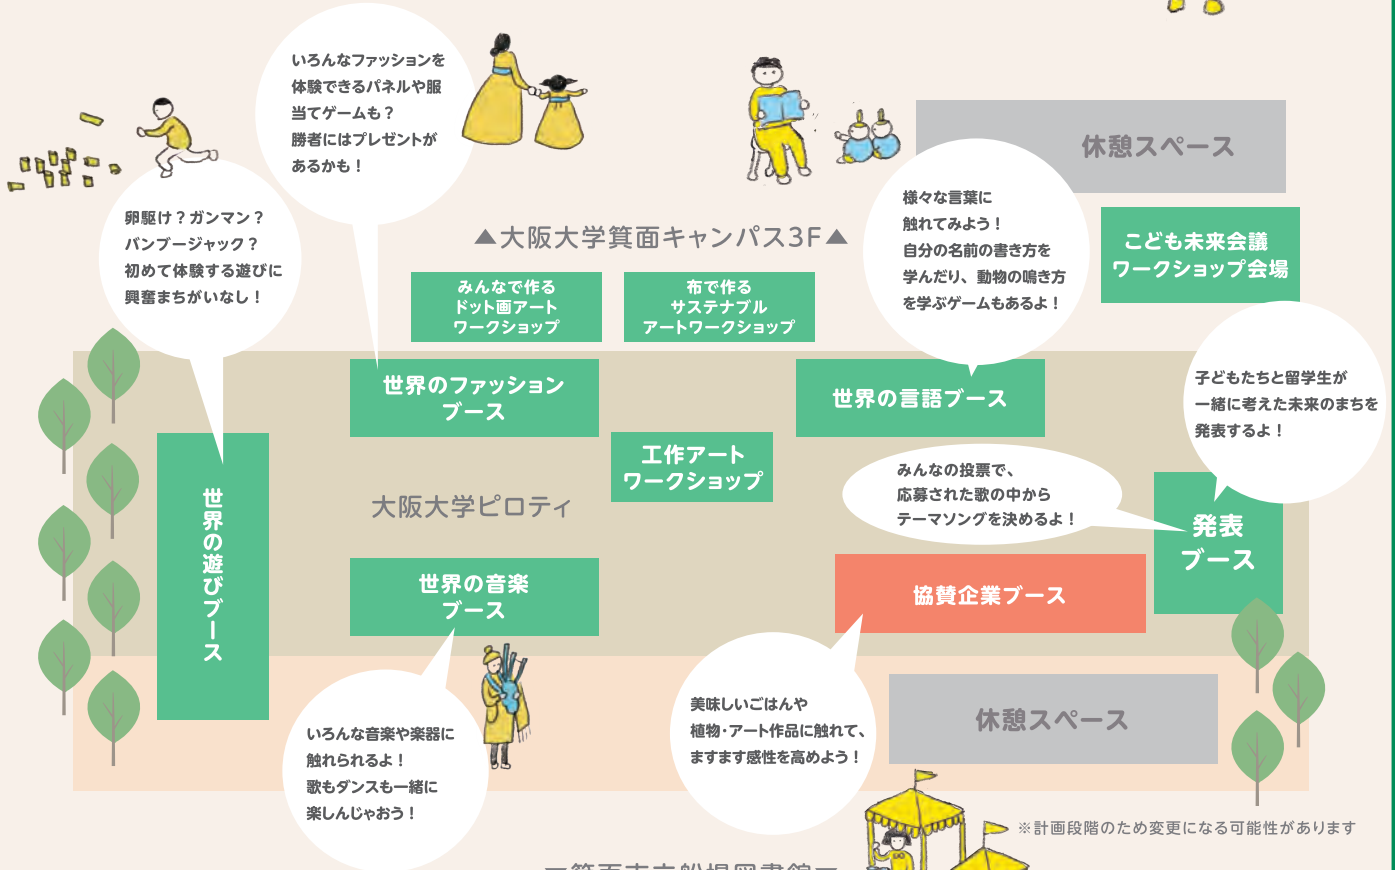 いろんなファッションを
体験できるパネルや服
当てゲームも？
勝者にはプレゼントが
あるかも！
休憩スペース
様々な言葉に
触れてみよう！
自分の名前の書き方を
学んだり、動物の鳴き方
を学ぶゲームもあるよ！
卵駆け？ガンマン？
バンブージャック？
初めて体験する遊びに
興奮まちがいなし！
▲大阪大学箕面キャンパス3F▲
こども未来会議
ワークショップ会場
みんなで作る
ドット画アート
ワークショップ
布で作る
サステナブル
アートワークショップ
世界のファッション
ブース
世界の言語ブース
子どもたちと留学生が
一緒に考えた未来のまちを
発表するよ！
工作アート
ワークショップ
みんなの投票で、
応募された歌の中から
テーマソングを決めるよ！
世界の遊びブース
大阪大学ピロティ
発表
ブース
世界の音楽
ブース
協賛企業ブース
いろんな音楽や楽器に
触れられるよ！
歌もダンスも一緒に
楽しんじゃおう！
美味しいごはんや
植物・アート作品に触れて、
ますます感性を高めよう！
休憩スペース
※計画段階のため変更になる可能性があります